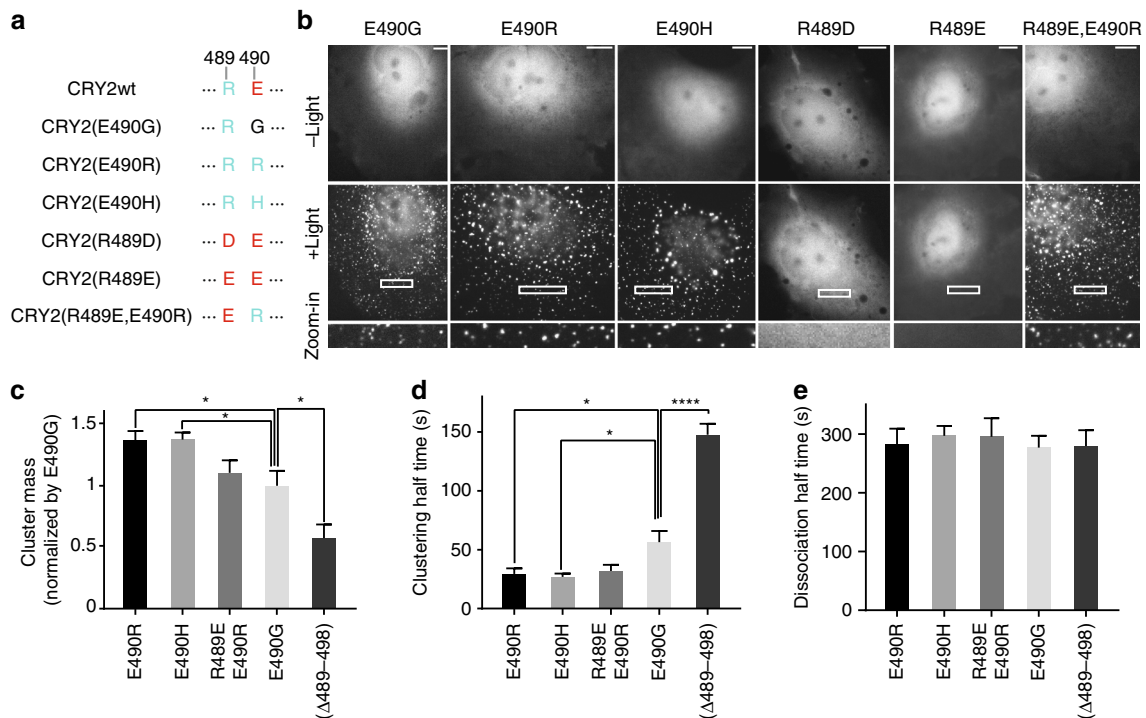 a
489 490
CRY2wt ... R E ...
CRY2(E490G) ... R G ...
CRY2(E490R) ... R R ...
CRY2(E490H) ... R H ...
CRY2(R489D) ... D E ...
CRY2(R489E) ... E E ...
CRY2(R489E,E490R) ... E R ...
b
E490G E490R E490H R489D R489E R489E,E490R
–Light
+Light
Zoom-in
c
Cluster mass
(normalized by E490G)
1.5
1
0.5
0
* * *
E490R
E490H
R489E
E490R
E490G
(Δ489–498)
d
Clustering half time (s)
150
100
50
0
* * ****
E490R
E490H
R489E
E490R
E490G
(Δ489–498)
e
Dissociation half time (s)
300
200
100
0
E490R
E490H
R489E
E490R
E490G
(Δ489–498)